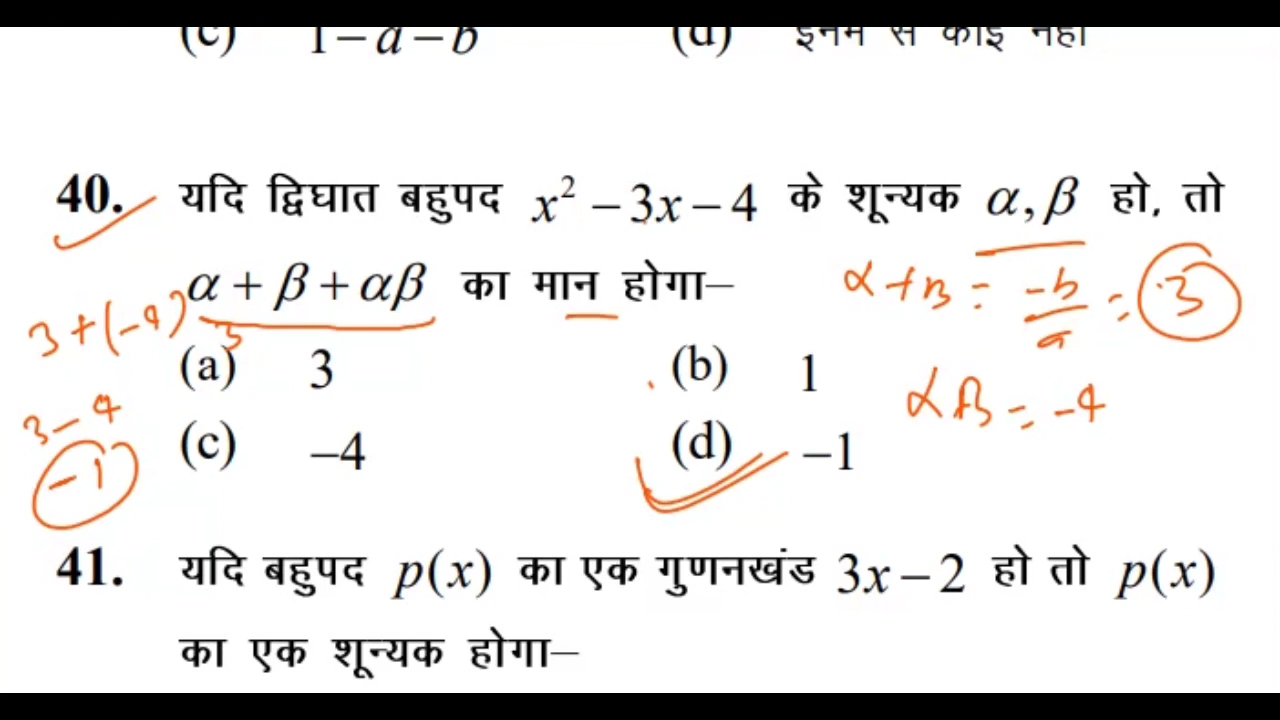 (c) 1 – a – b (d) इनमें से कोई नहीं
40. यदि द्विघात बहुपद x² – 3x – 4 के शून्यक α, β हो, तो
α + β + αβ का मान होगा–
α + β = -b/a = 3
3 + (-4)
3
(a) 3 (b) 1
αβ = -4
3 - 4
(c) –4 (d) –1
-1
41. यदि बहुपद p(x) का एक गुणनखंड 3x – 2 हो तो p(x)
का एक शून्यक होगा–